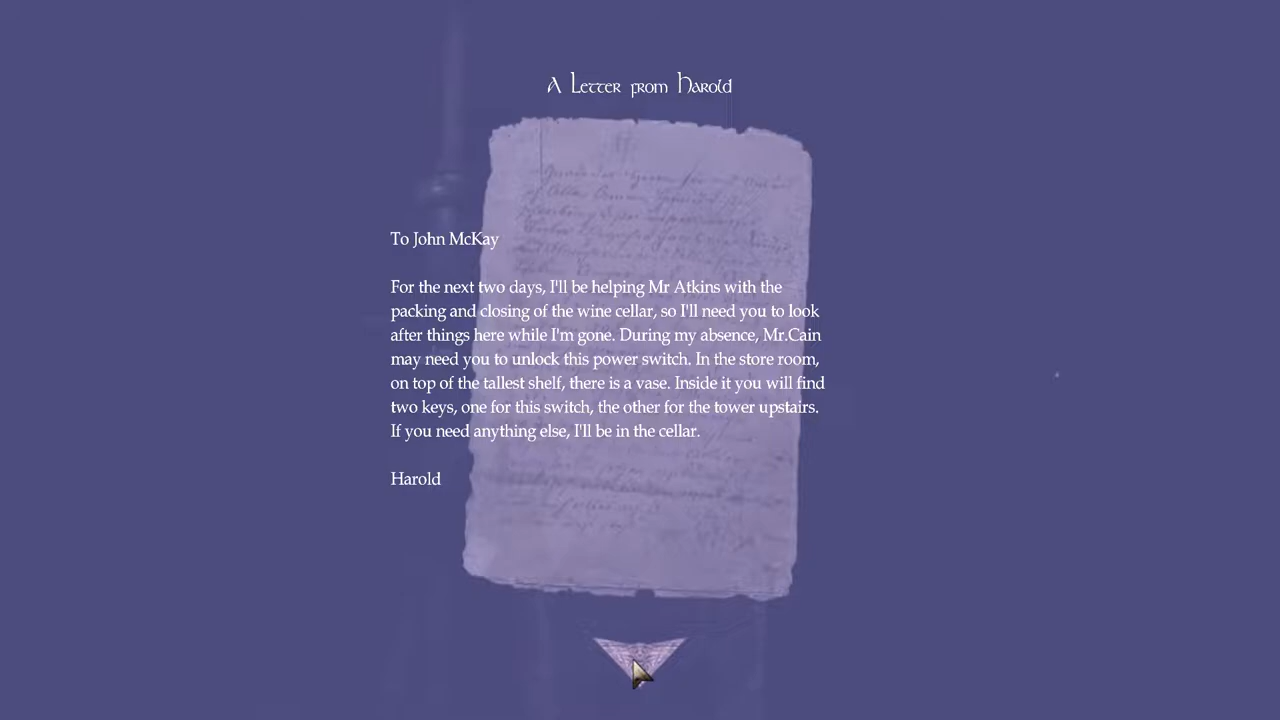 A Letter from Harold
To John McKay
For the next two days, I'll be helping Mr Atkins with the
packing and closing of the wine cellar, so I'll need you to look
after things here while I'm gone. During my absence, Mr.Cain
may need you to unlock this power switch. In the store room,
on top of the tallest shelf, there is a vase. Inside it you will find
two keys, one for this switch, the other for the tower upstairs.
If you need anything else, I'll be in the cellar.
Harold